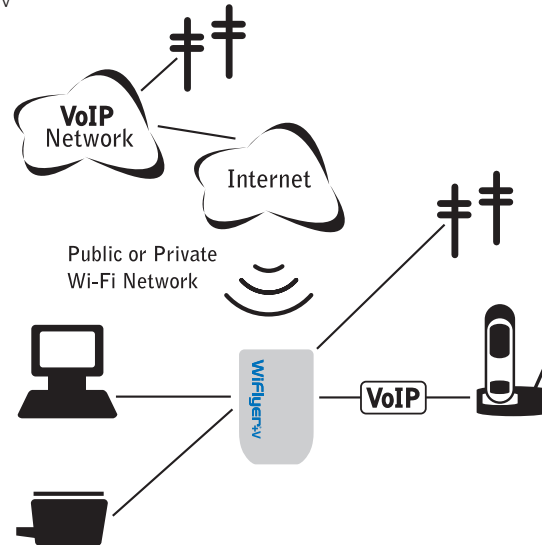 V
VoIP
Network
Internet
Public or Private
Wi-Fi Network
WiFlyer+V
VoIP